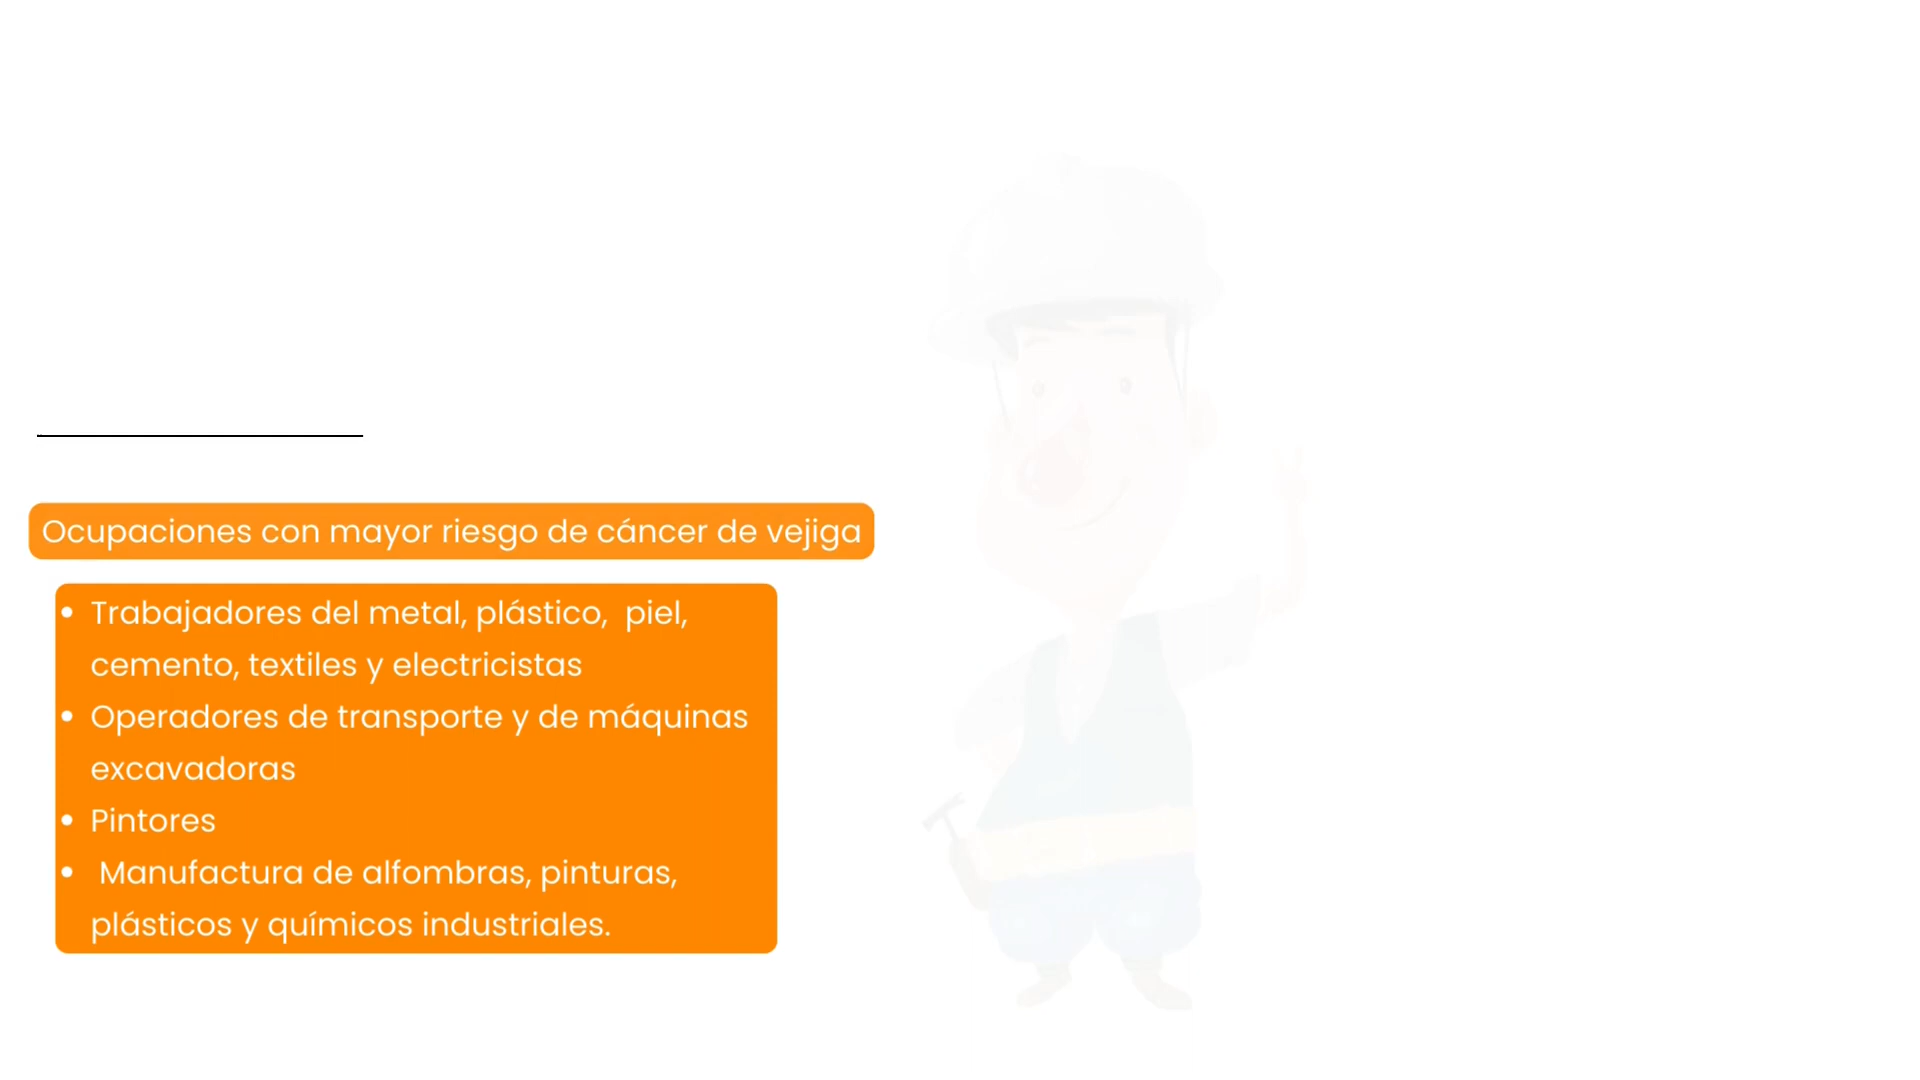 Ocupaciones con mayor riesgo de cáncer de vejiga
• Trabajadores del metal, plástico,  piel,
cemento, textiles y electricistas
• Operadores de transporte y de máquinas
excavadoras
• Pintores
•  Manufactura de alfombras, pinturas,
plásticos y químicos industriales.